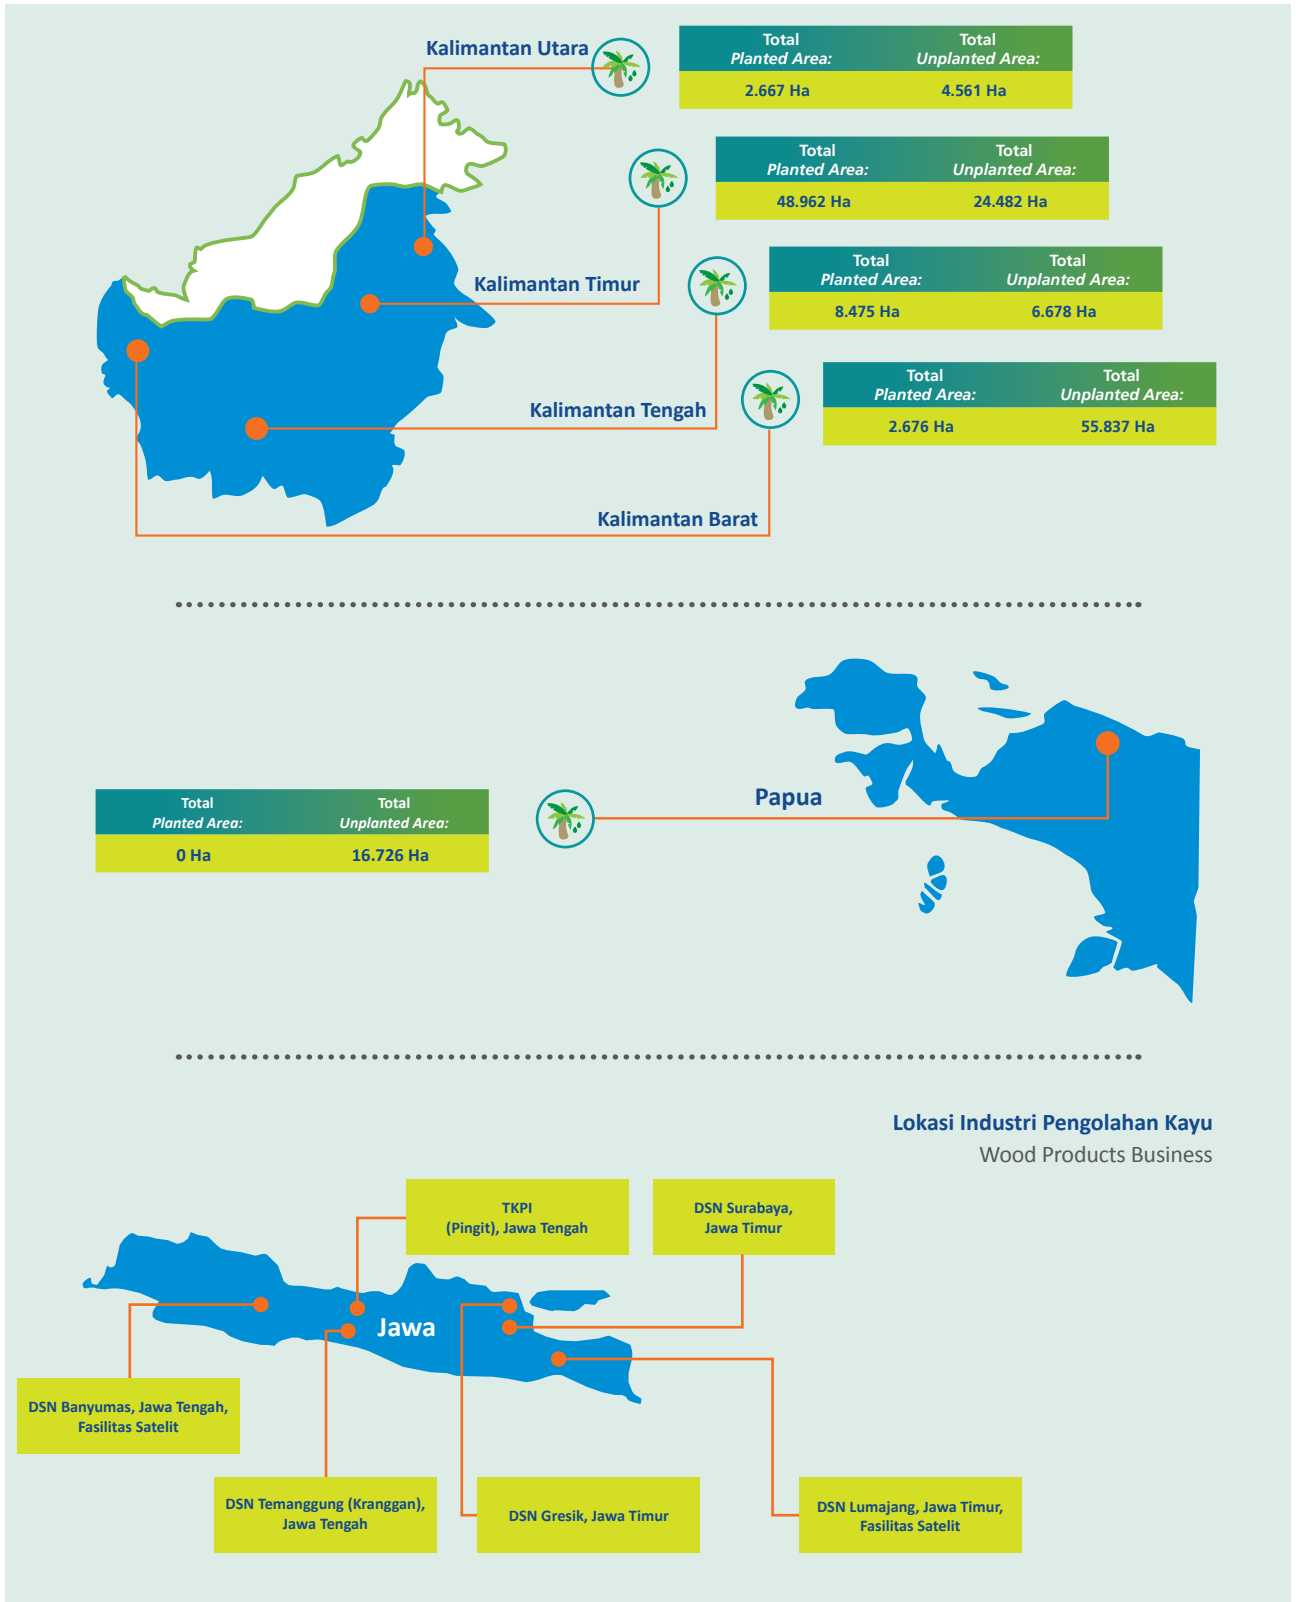 Kalimantan Utara
Total Total
Planted Area: Unplanted Area:
2.667 Ha 4.561 Ha
Total Total
Planted Area: Unplanted Area:
48.962 Ha 24.482 Ha
Kalimantan Timur
Total Total
Planted Area: Unplanted Area:
8.475 Ha 6.678 Ha
Kalimantan Tengah
Total Total
Planted Area: Unplanted Area:
2.676 Ha 55.837 Ha
Kalimantan Barat
Papua
Total Total
Planted Area: Unplanted Area:
0 Ha 16.726 Ha
Lokasi Industri Pengolahan Kayu
Wood Products Business
TKPI
(Pingit), Jawa Tengah
DSN Surabaya,
Jawa Timur
Jawa
DSN Banyumas, Jawa Tengah,
Fasilitas Satelit
DSN Temanggung (Kranggan),
Jawa Tengah
DSN Gresik, Jawa Timur
DSN Lumajang, Jawa Timur,
Fasilitas Satelit